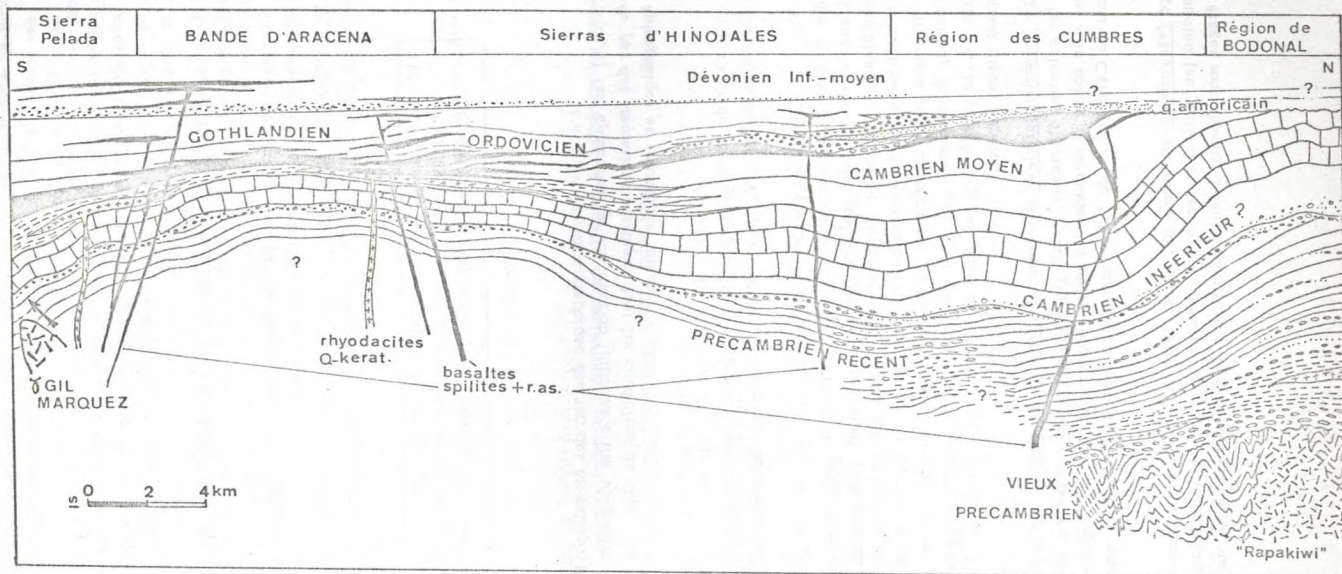 Sierra
Pelada
BANDE D'ARACENA
Sierras d'HINOJALES
Région des CUMBRES
Région de
BODONAL
S
N
Dévonien Inf.-moyen
?
?
q.armoricain
GOTHLANDIEN
ORDOVICIEN
CAMBRIEN MOYEN
CAMBRIEN INFERIEUR ?
?
?
PRECAMBRIEN RECENT
?
rhyodacites
Q-kerat.
basaltes
spilites+r.as.
ɣ GIL
MARQUEZ
VIEUX
PRECAMBRIEN
"Rapakiwi"
0 2 4 km